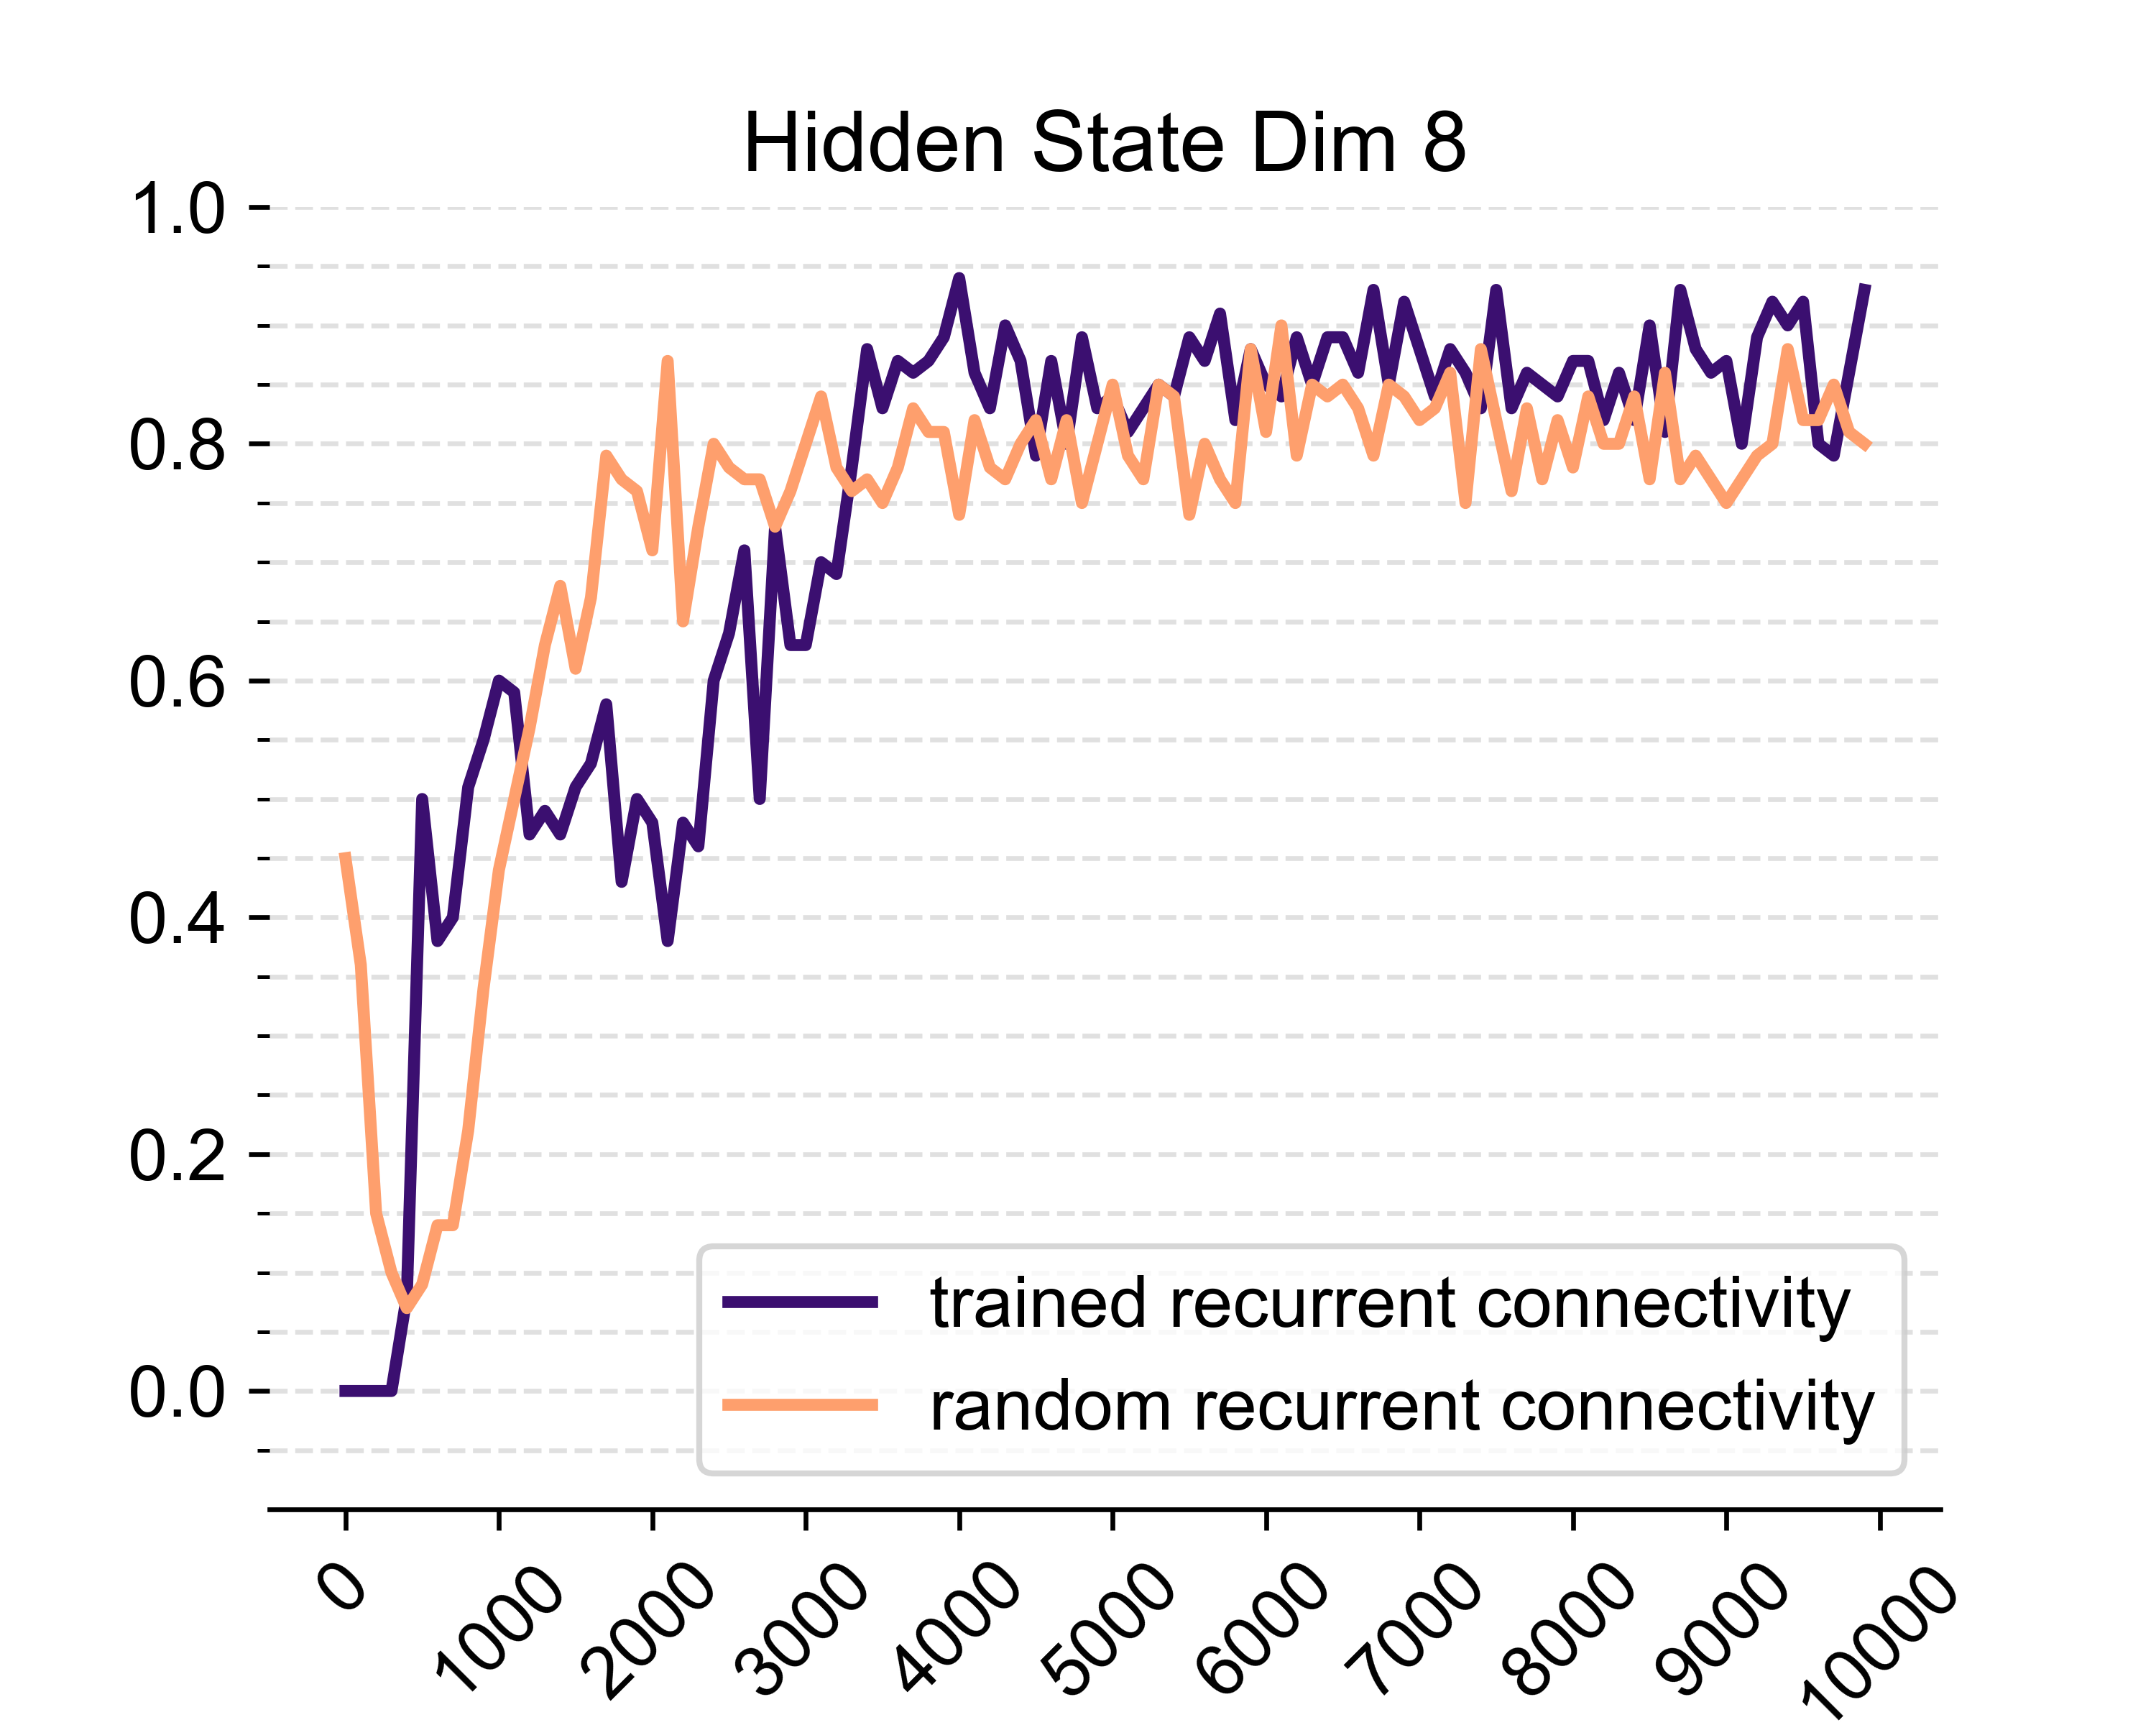 Hidden State Dim 8
1.0
0.8
0.6
0.4
0.2
0.0
trained recurrent connectivity
random recurrent connectivity
0 1000 2000 3000 4000 5000 6000 7000 8000 9000 10000